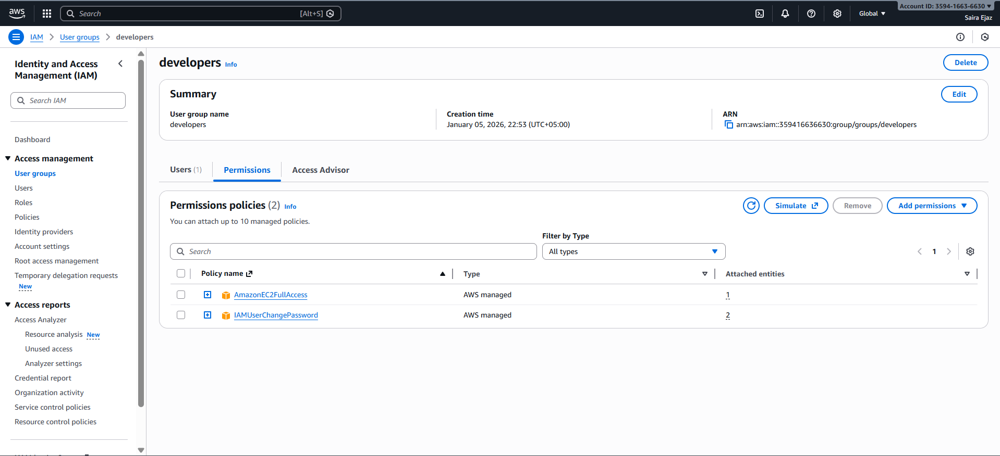 aws
Search [Alt+S]
Global
Account ID: 3594-1663-6630
Saira Ejaz
IAM > User groups > developers
Identity and Access
Management (IAM)
Search IAM
Dashboard
Access management
User groups
Users
Roles
Policies
Identity providers
Account settings
Root access management
Temporary delegation requests
New
Access reports
Access Analyzer
Resource analysis New
Unused access
Analyzer settings
Credential report
Organization activity
Service control policies
Resource control policies
developers Info
Delete
Summary
Edit
User group name
developers
Creation time
January 05, 2026, 22:53 (UTC+05:00)
ARN
arn:aws:iam::359416636630:group/groups/developers
Users (1)
Permissions
Access Advisor
Permissions policies (2) Info
Simulate
Remove
Add permissions
You can attach up to 10 managed policies.
Filter by Type
Search
All types
1
Policy name Type Attached entities
AmazonEC2FullAccess AWS managed 1
IAMUserChangePassword AWS managed 2